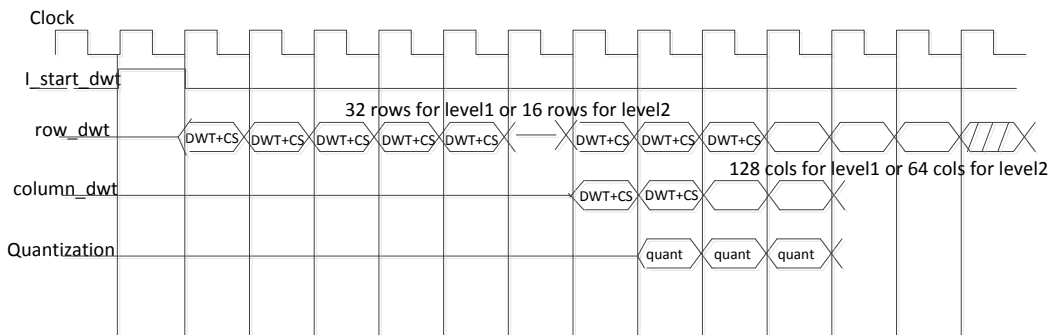 Clock
I_start_dwt
32 rows for level1 or 16 rows for level2
row_dwt DWT+CS DWT+CS DWT+CS DWT+CS DWT+CS DWT+CS DWT+CS DWT+CS
128 cols for level1 or 64 cols for level2
column_dwt DWT+CS DWT+CS
Quantization quant quant quant